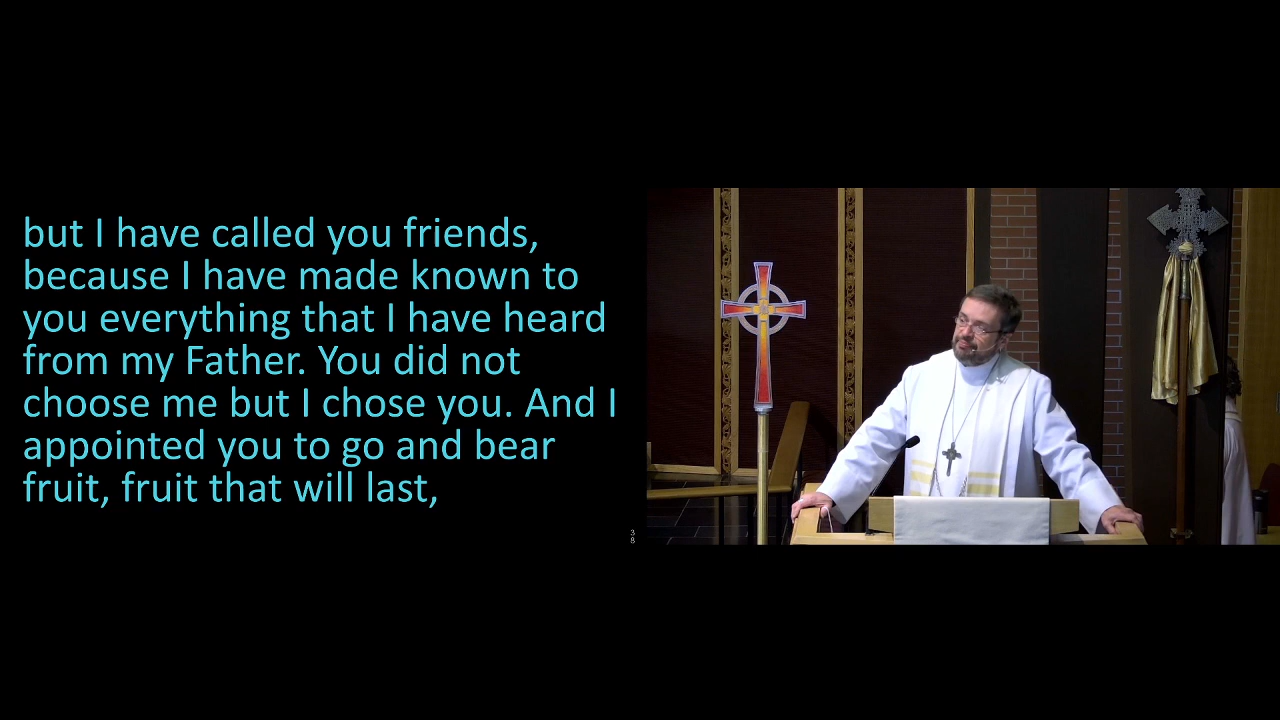 but I have called you friends,
because I have made known to
you everything that I have heard
from my Father. You did not
choose me but I chose you. And I
appointed you to go and bear
fruit, fruit that will last,
3
8